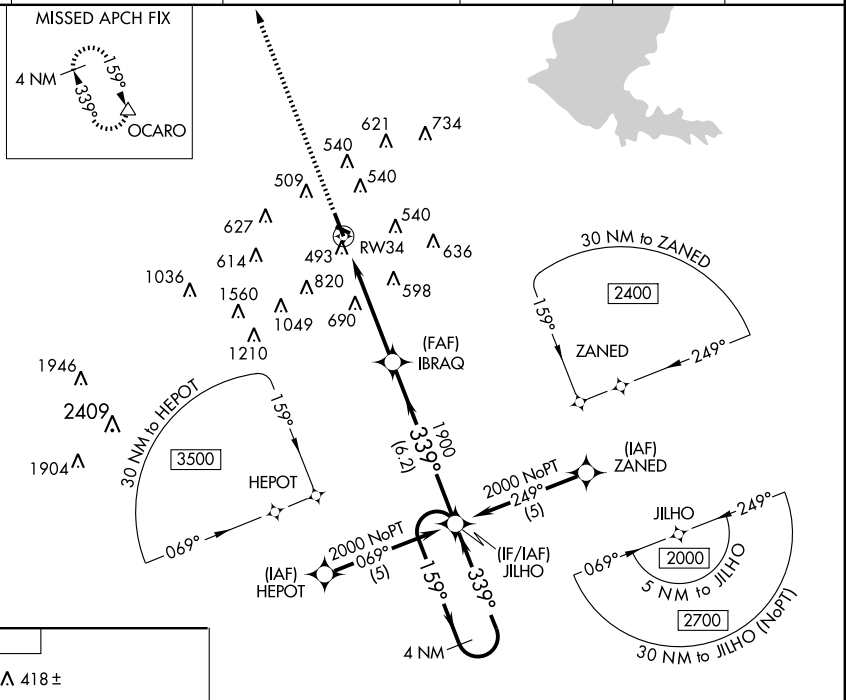 MISSED APCH FIX
4 NM
159°
339°
OCARO
621
734
540
509
540
627
540
RW34
493
636
614
1036
820
598
1560
1049
690
1210
(FAF)
IBRAQ
30 NM to ZANED
2400
159°
ZANED
249°
1946
2409
1904
30 NM to HEPOT
159°
3500
HEPOT
069°
1900
339°
(6.2)
(IAF)
ZANED
2000 NoPT
249°
(5)
2000 NoPT
069°
(5)
(IAF)
HEPOT
(IF/IAF)
JILHO
159°
339°
4 NM
JILHO
249°
069°
2000
5 NM to JILHO
2700
30 NM to JILHO (NoPT)
418±